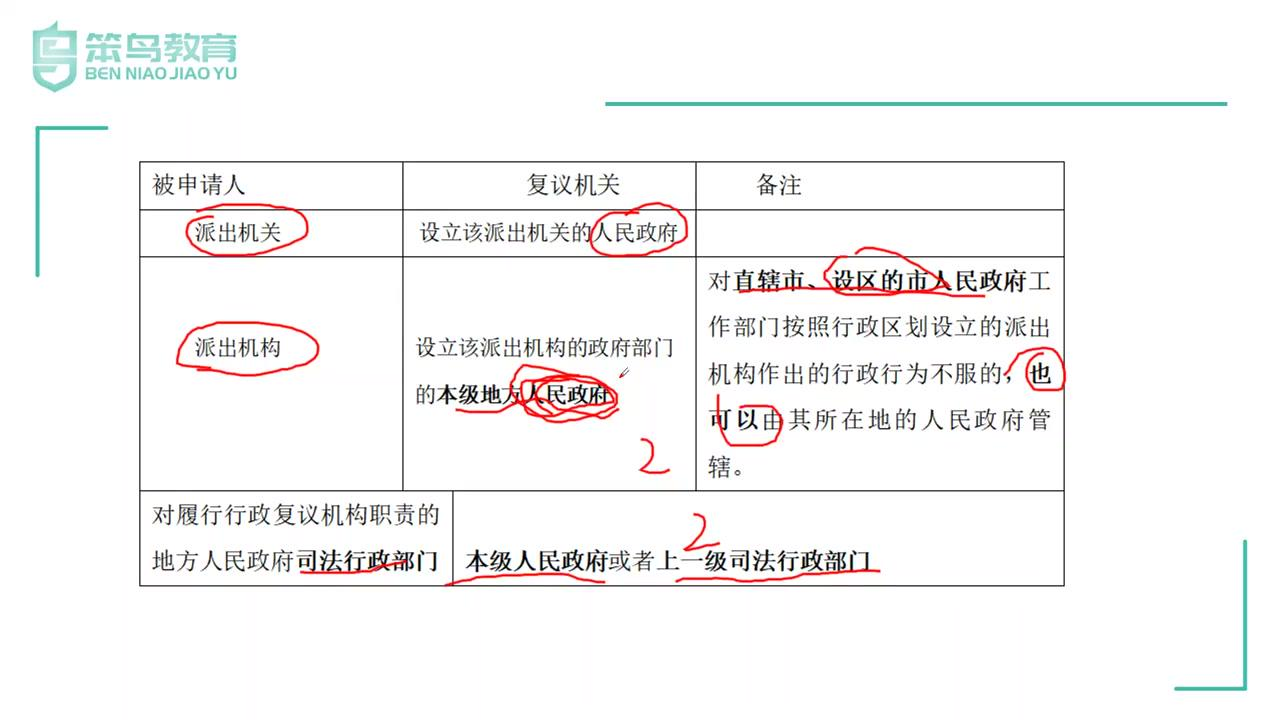 笨鸟教育
BEN NIAO JIAO YU
被申请人
复议机关
备注
派出机关
设立该派出机关的人民政府
派出机构
设立该派出机构的政府部门
的本级地方人民政府
2
对直辖市、设区的市人民政府工
作部门按照行政区划设立的派出
机构作出的行政行为不服的，也
可以由其所在地的人民政府管
辖。
对履行行政复议机构职责的
地方人民政府司法行政部门
2
本级人民政府或者上一级司法行政部门